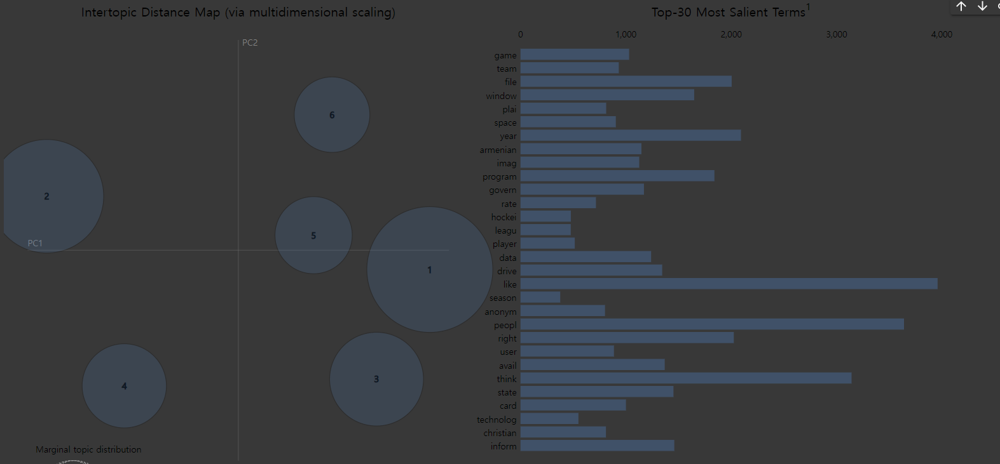 Intertopic Distance Map (via multidimensional scaling)
PC2
6
2
5
PC1
1
4
3
Marginal topic distribution
Top-30 Most Salient Terms1
0 1,000 2,000 3,000 4,000
game
team
file
window
plai
space
year
armenian
imag
program
govern
rate
hockei
leagu
player
data
drive
like
season
anonym
peopl
right
user
avail
think
state
card
technolog
christian
inform